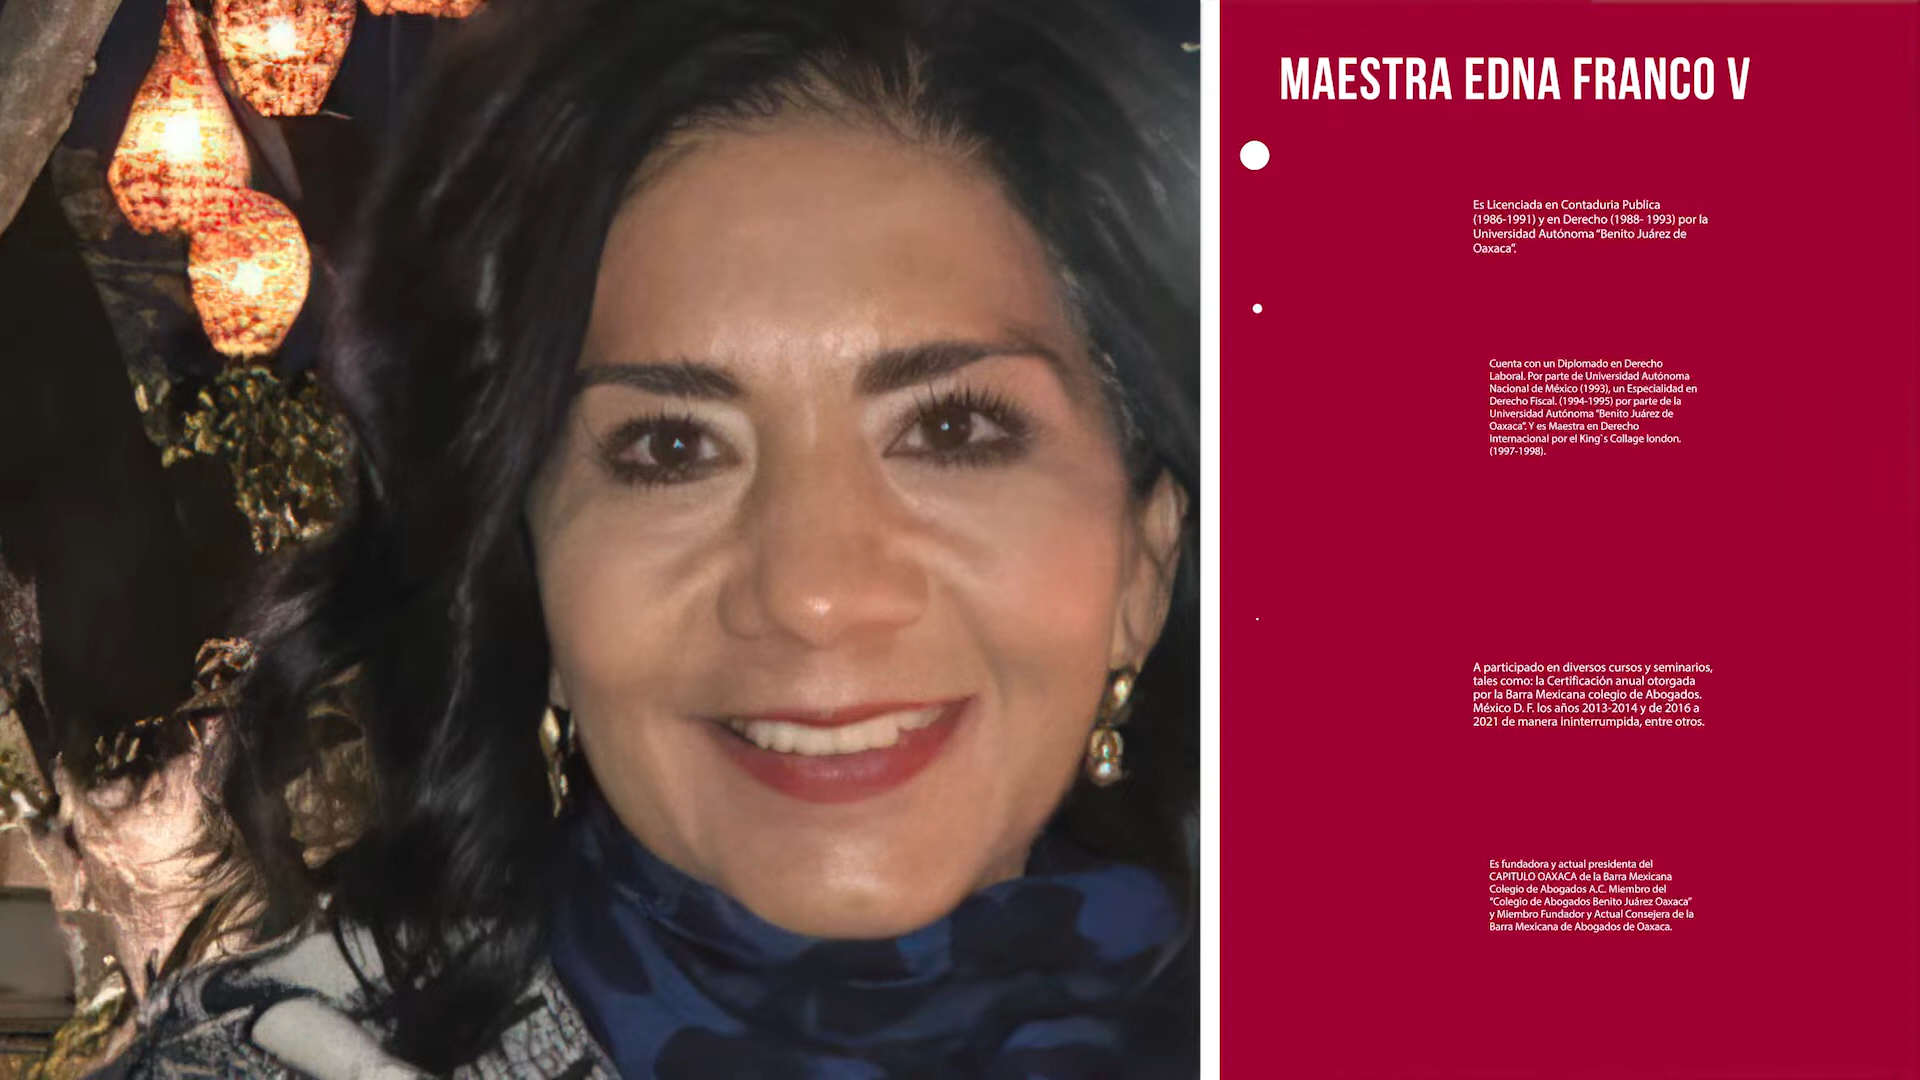 MAESTRA EDNA FRANCO V
Es Licenciada en Contaduria Publica
(1986-1991) y en Derecho (1988- 1993) por la
Universidad Autónoma "Benito Juárez de
Oaxaca".
Cuenta con un Diplomado en Derecho
Laboral. Por parte de Universidad Autónoma
Nacional de México (1993), un Especialidad en
Derecho Fiscal. (1994-1995) por parte de la
Universidad Autónoma "Benito Juárez de
Oaxaca". Y es Maestra en Derecho
Internacional por el King`s Collage london.
(1997-1998).
A participado en diversos cursos y seminarios,
tales como: la Certificación anual otorgada
por la Barra Mexicana colegio de Abogados.
México D. F. los años 2013-2014 y de 2016 a
2021 de manera ininterrumpida, entre otros.
Es fundadora y actual presidenta del
CAPITULO OAXACA de la Barra Mexicana
Colegio de Abogados A.C. Miembro del
"Colegio de Abogados Benito Juárez Oaxaca"
y Miembro Fundador y Actual Consejera de la
Barra Mexicana de Abogados de Oaxaca.